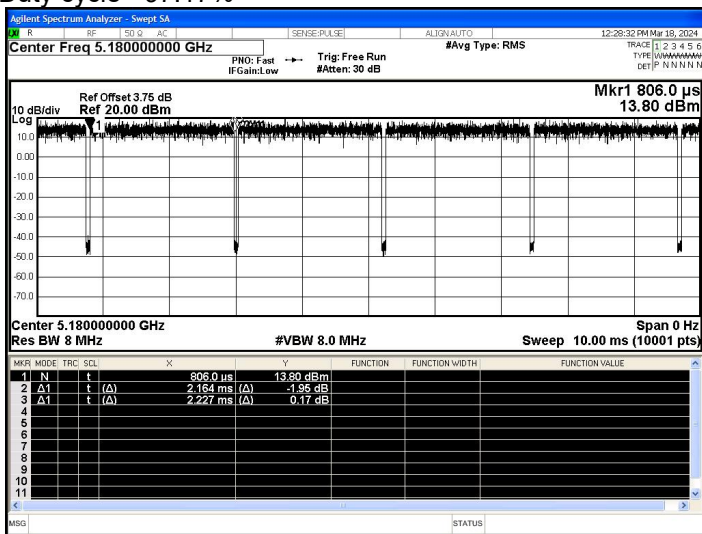 Agilent Spectrum Analyzer - Swept SA
R RF 50 Ω AC SENSE:PULSE ALIGN AUTO 12:28:32 PM Mar 18, 2024
Center Freq 5.180000000 GHz #Avg Type: RMS TRACE 1 2 3 4 5 6
PNO: Fast Trig: Free Run TYPE
IFGain:Low #Atten: 30 dB DET P N N N N N
Mkr1 806.0 µs
Ref Offset 3.75 dB
10 dB/div Ref 20.00 dBm 13.80 dBm
Log
1
10.0
0.00
-10.0
-20.0
-30.0
-40.0
-50.0
-60.0
-70.0
Center 5.180000000 GHz Span 0 Hz
Res BW 8 MHz #VBW 8.0 MHz Sweep 10.00 ms (10001 pts)
MKR MODE TRC SCL X Y FUNCTION FUNCTION WIDTH FUNCTION VALUE
1 N t 806.0 µs 13.80 dBm
2 Δ1 t (Δ) 2.164 ms (Δ) -1.95 dB
3 Δ1 t (Δ) 2.227 ms (Δ) 0.17 dB
4
5
6
7
8
9
10
11
MSG STATUS